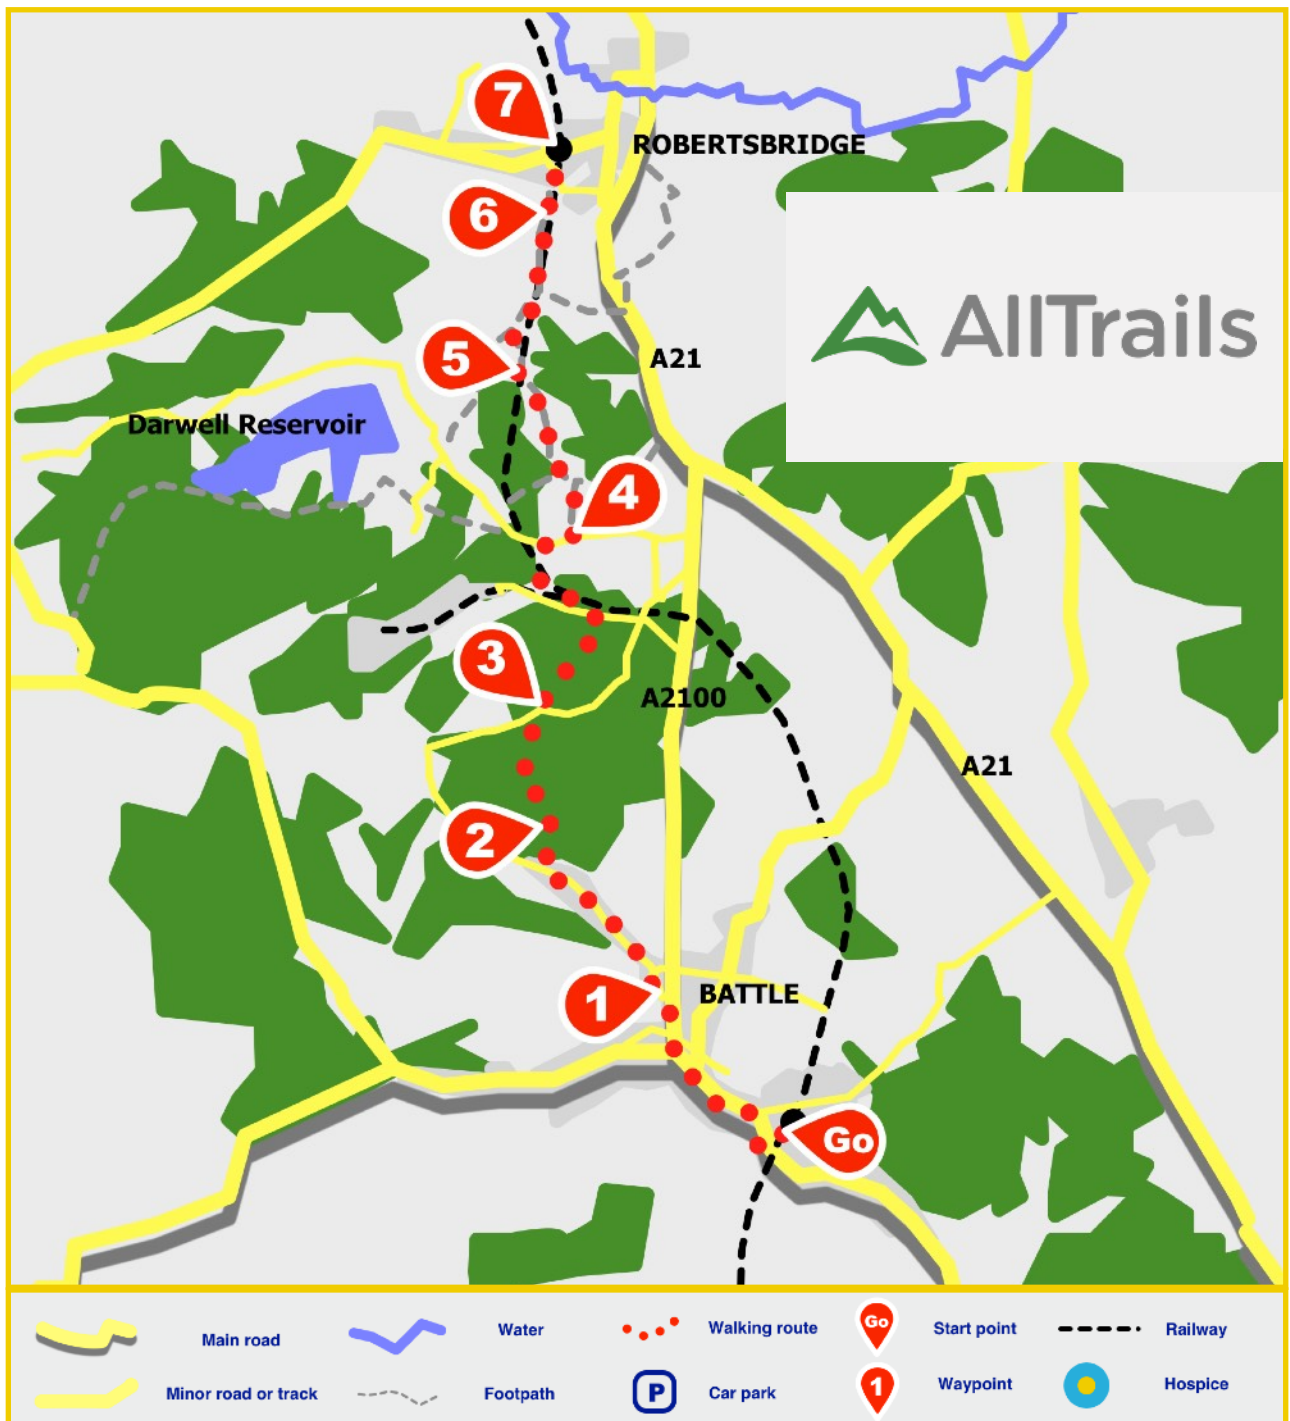 7
ROBERTSBRIDGE
6
AllTrails
5
A21
Darwell Reservoir
4
3
A2100
A21
2
1
BATTLE
Go
Main road
Water
Walking route
Go
Start point
Railway
Minor road or track
Footpath
P
Car park
1
Waypoint
Hospice